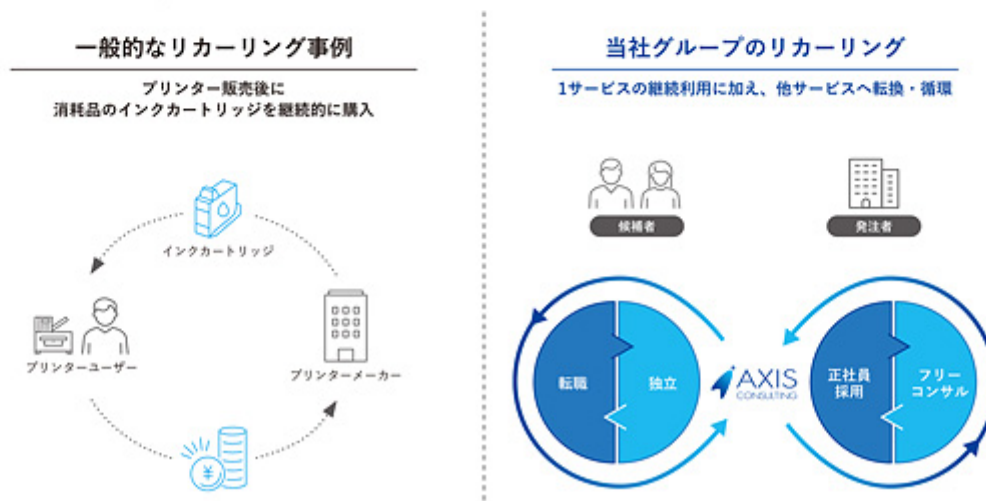 一般的なリカーリング事例
プリンター販売後に
消耗品のインクカートリッジを継続的に購入
インクカートリッジ
プリンターユーザー
プリンターメーカー
¥
当社グループのリカーリング
1サービスの継続利用に加え、他サービスへ転換・循環
候補者
発注者
転職
独立
AXIS
CONSULTING
正社員
採用
フリー
コンサル